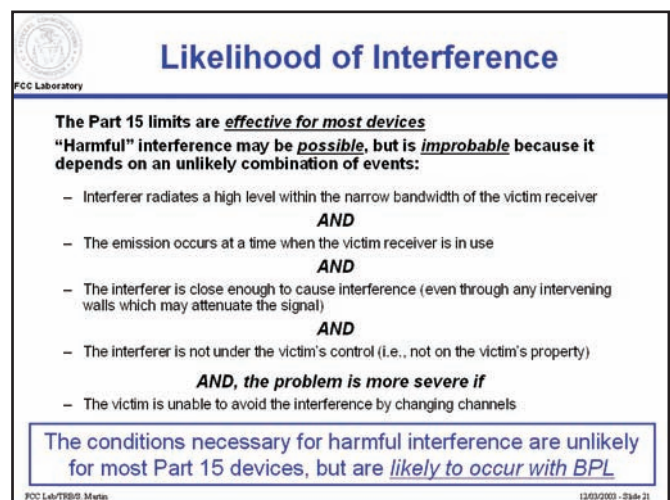 Likelihood of Interference
FCC Laboratory
The Part 15 limits are effective for most devices
“Harmful” interference may be possible, but is improbable because it
depends on an unlikely combination of events:
– Interferer radiates a high level within the narrow bandwidth of the victim receiver
AND
– The emission occurs at a time when the victim receiver is in use
AND
– The interferer is close enough to cause interference (even through any intervening
walls which may attenuate the signal)
AND
– The interferer is not under the victim’s control (i.e., not on the victim’s property)
AND, the problem is more severe if
– The victim is unable to avoid the interference by changing channels
The conditions necessary for harmful interference are unlikely
for most Part 15 devices, but are likely to occur with BPL
FCC Lab/TRB/S. Martin
12/03/2003 - Slide 21